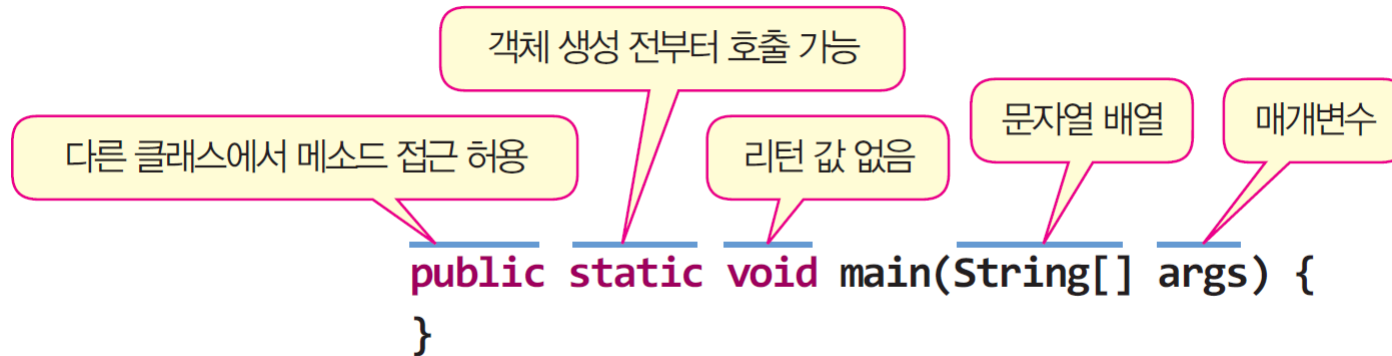 객체 생성 전부터 호출 가능
다른 클래스에서 메소드 접근 허용
리턴 값 없음
문자열 배열
매개변수
public static void main(String[] args) {
}